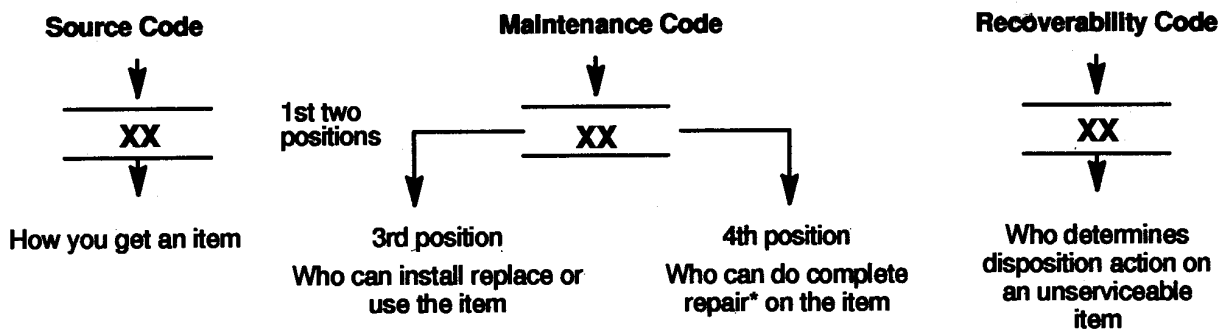 Source Code
XX
How you get an item
1st two
positions
Maintenance Code
XX
3rd position
Who can install replace or
use the item
4th position
Who can do complete
repair* on the item
Recoverability Code
XX
Who determines
disposition action on
an unserviceable
item